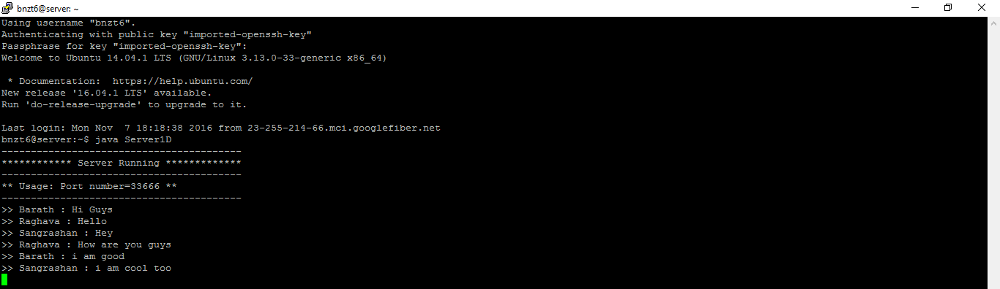 bnzt6@server: ~
Using username "bnzt6".
Authenticating with public key "imported-openssh-key"
Passphrase for key "imported-openssh-key":
Welcome to Ubuntu 14.04.1 LTS (GNU/Linux 3.13.0-33-generic x86_64)
 * Documentation:  https://help.ubuntu.com/
New release '16.04.1 LTS' available.
Run 'do-release-upgrade' to upgrade to it.
Last login: Mon Nov  7 18:18:38 2016 from 23-255-214-66.mci.googlefiber.net
bnzt6@server:~$ java Server1D
-----------------------------------------
************ Server Running *************
-----------------------------------------
** Usage: Port number=33666 **
-----------------------------------------
>> Barath : Hi Guys
>> Raghava : Hello
>> Sangrashan : Hey
>> Raghava : How are you guys
>> Barath : i am good
>> Sangrashan : i am cool too